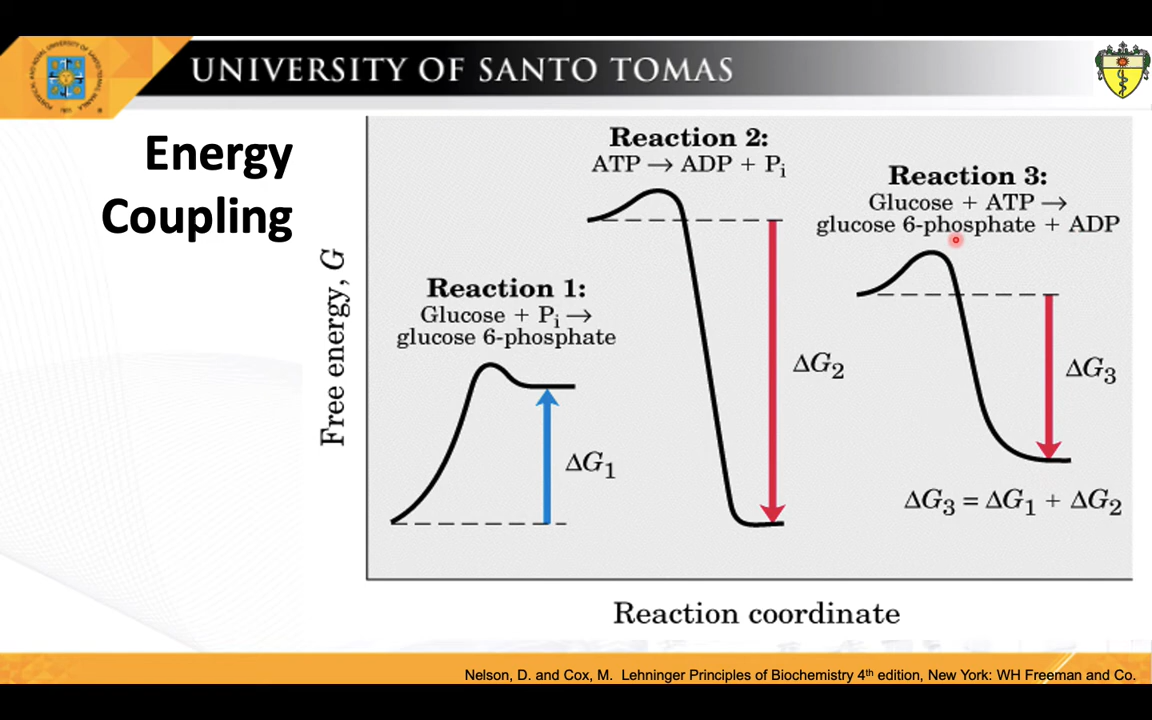 UNIVERSITY OF SANTO TOMAS
Energy
Coupling
Free energy, G
Reaction 1:
Glucose + Pi →
glucose 6-phosphate
ΔG1
Reaction 2:
ATP → ADP + Pi
ΔG2
Reaction 3:
Glucose + ATP →
glucose 6-phosphate + ADP
ΔG3
ΔG3 = ΔG1 + ΔG2
Reaction coordinate
Nelson, D. and Cox, M. Lehninger Principles of Biochemistry 4th edition, New York: WH Freeman and Co.